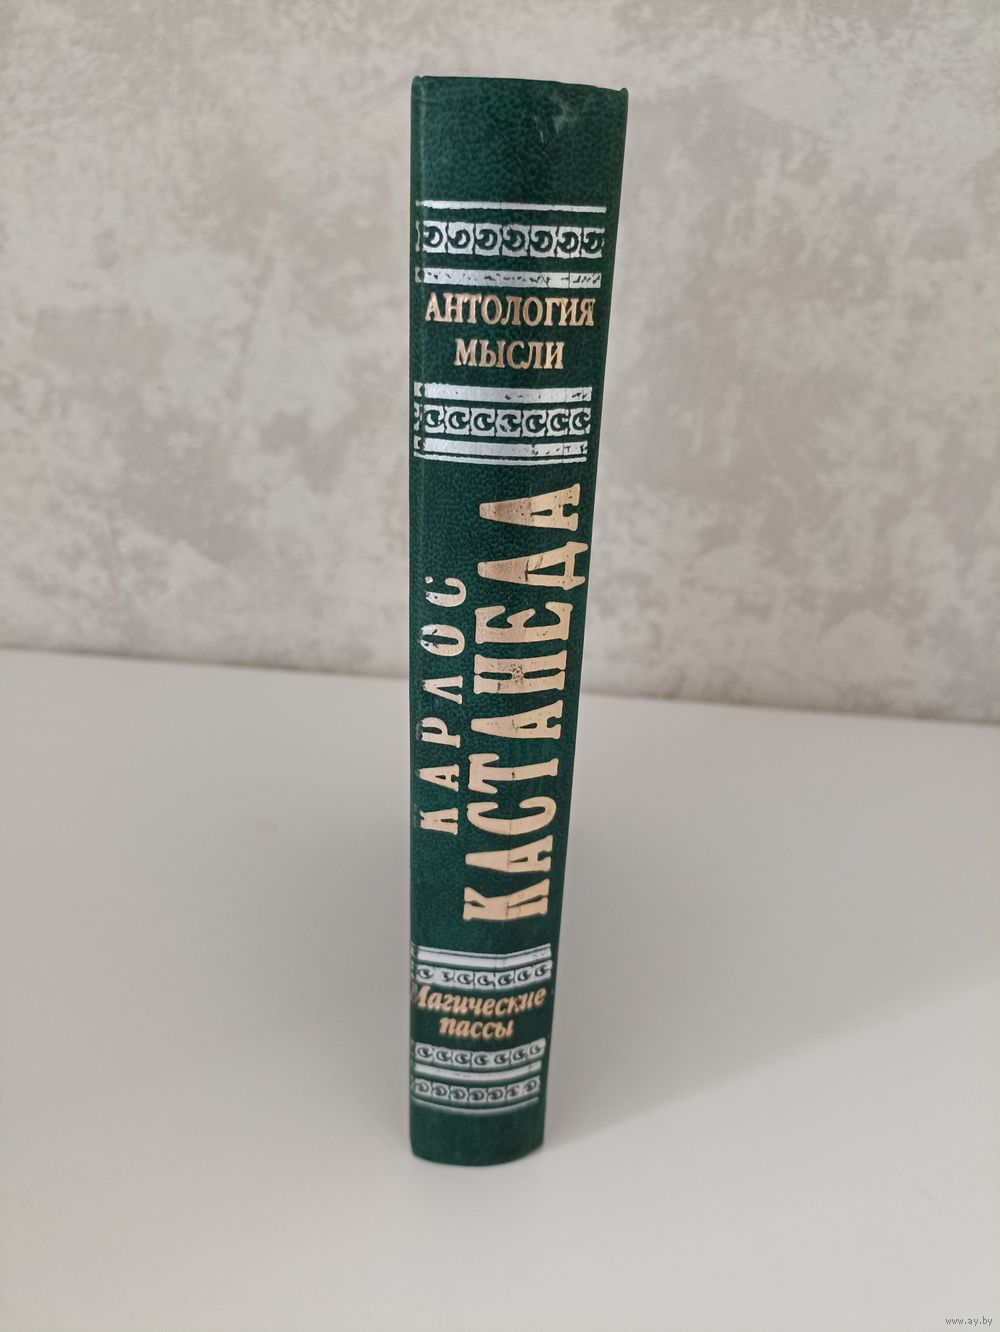 АНТОЛОГИЯ
МЫСЛИ
КАРЛОС
КАСТАНЕДА
Магические
пассы
www.ay.by